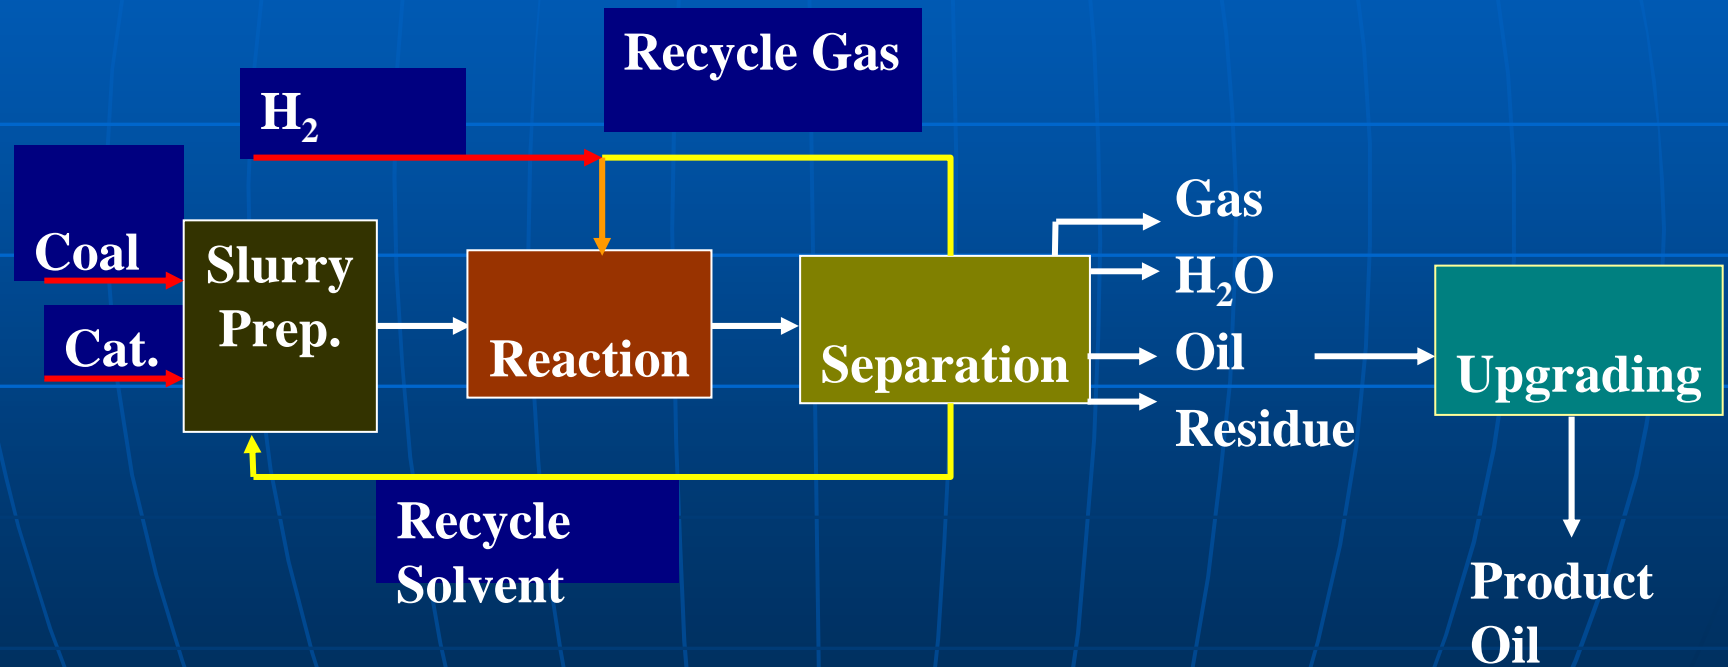 Recycle Gas
H₂
Coal
Cat.
Slurry
Prep.
Reaction
Separation
Gas
H₂O
Oil
Residue
Upgrading
Recycle
Solvent
Product
Oil